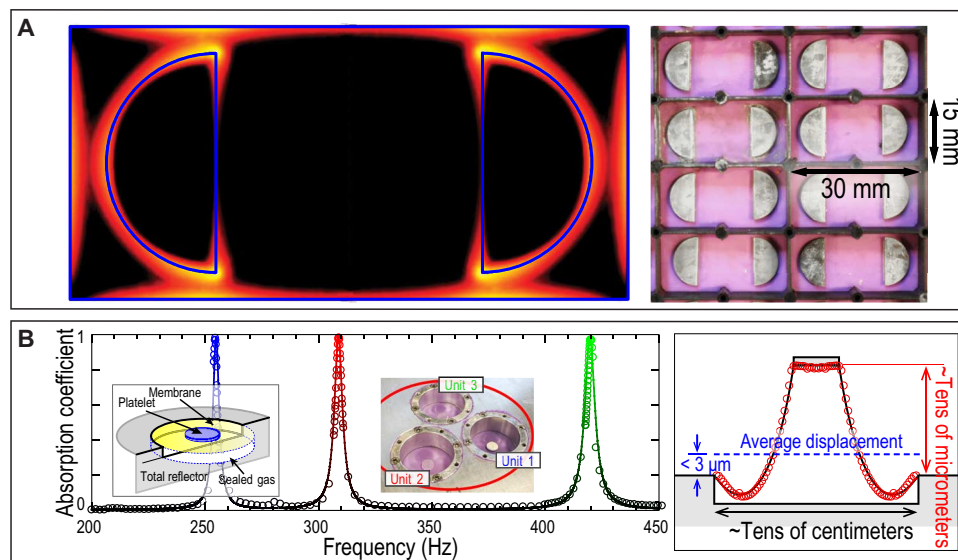 A
15 mm
30 mm
B
Absorption coefficient
1
0
200
250
300
350
400
450
Frequency (Hz)
Membrane
Platelet
Total reflector
Sealed gas
Unit 3
Unit 1
Unit 2
Average displacement
< 3 μm
~Tens of micrometers
~Tens of centimeters